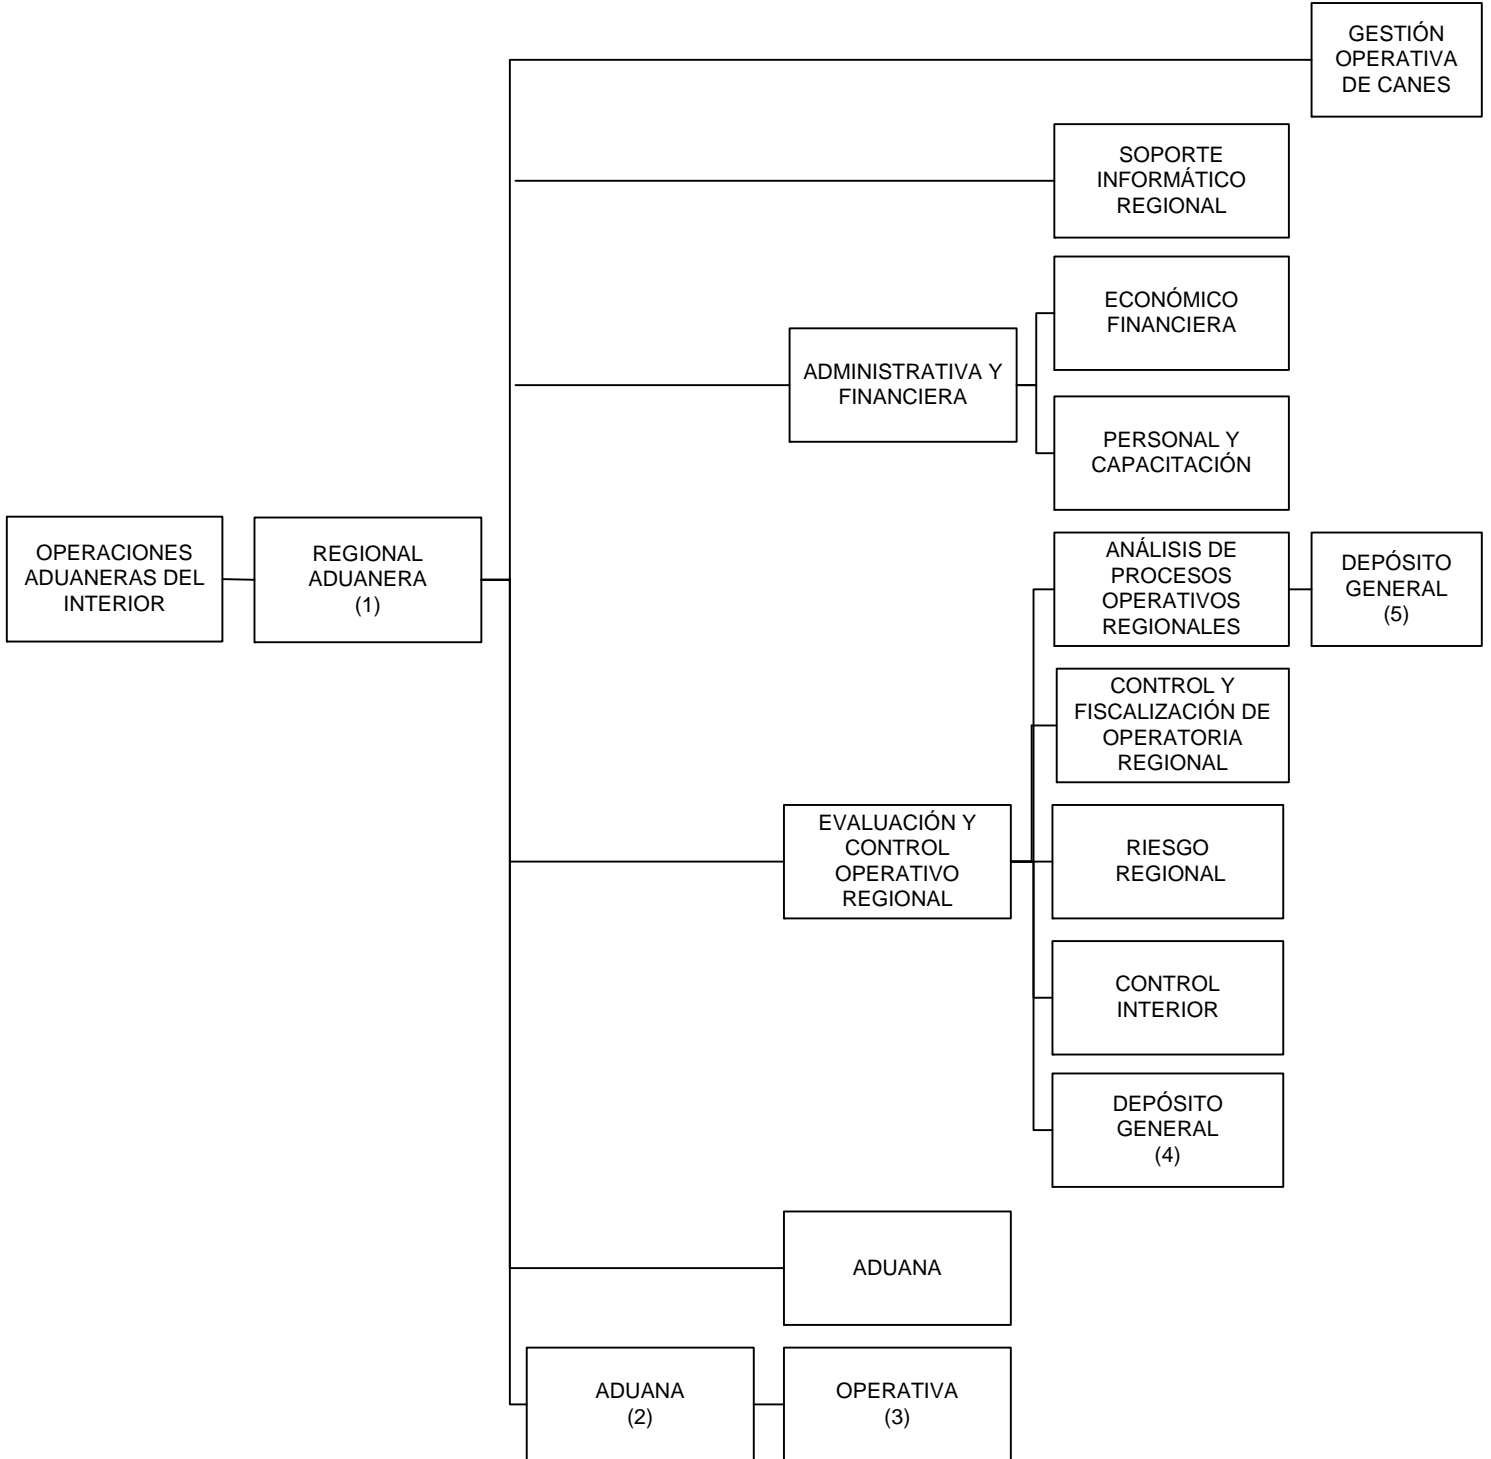 GESTIÓN
OPERATIVA
DE CANES
SOPORTE
INFORMÁTICO
REGIONAL
ECONÓMICO
FINANCIERA
ADMINISTRATIVA Y
FINANCIERA
PERSONAL Y
CAPACITACIÓN
OPERACIONES
ADUANERAS DEL
INTERIOR
REGIONAL
ADUANERA
(1)
ANÁLISIS DE
PROCESOS
OPERATIVOS
REGIONALES
DEPÓSITO
GENERAL
(5)
CONTROL Y
FISCALIZACIÓN DE
OPERATORIA
REGIONAL
EVALUACIÓN Y
CONTROL
OPERATIVO
REGIONAL
RIESGO
REGIONAL
CONTROL
INTERIOR
DEPÓSITO
GENERAL
(4)
ADUANA
ADUANA
(2)
OPERATIVA
(3)